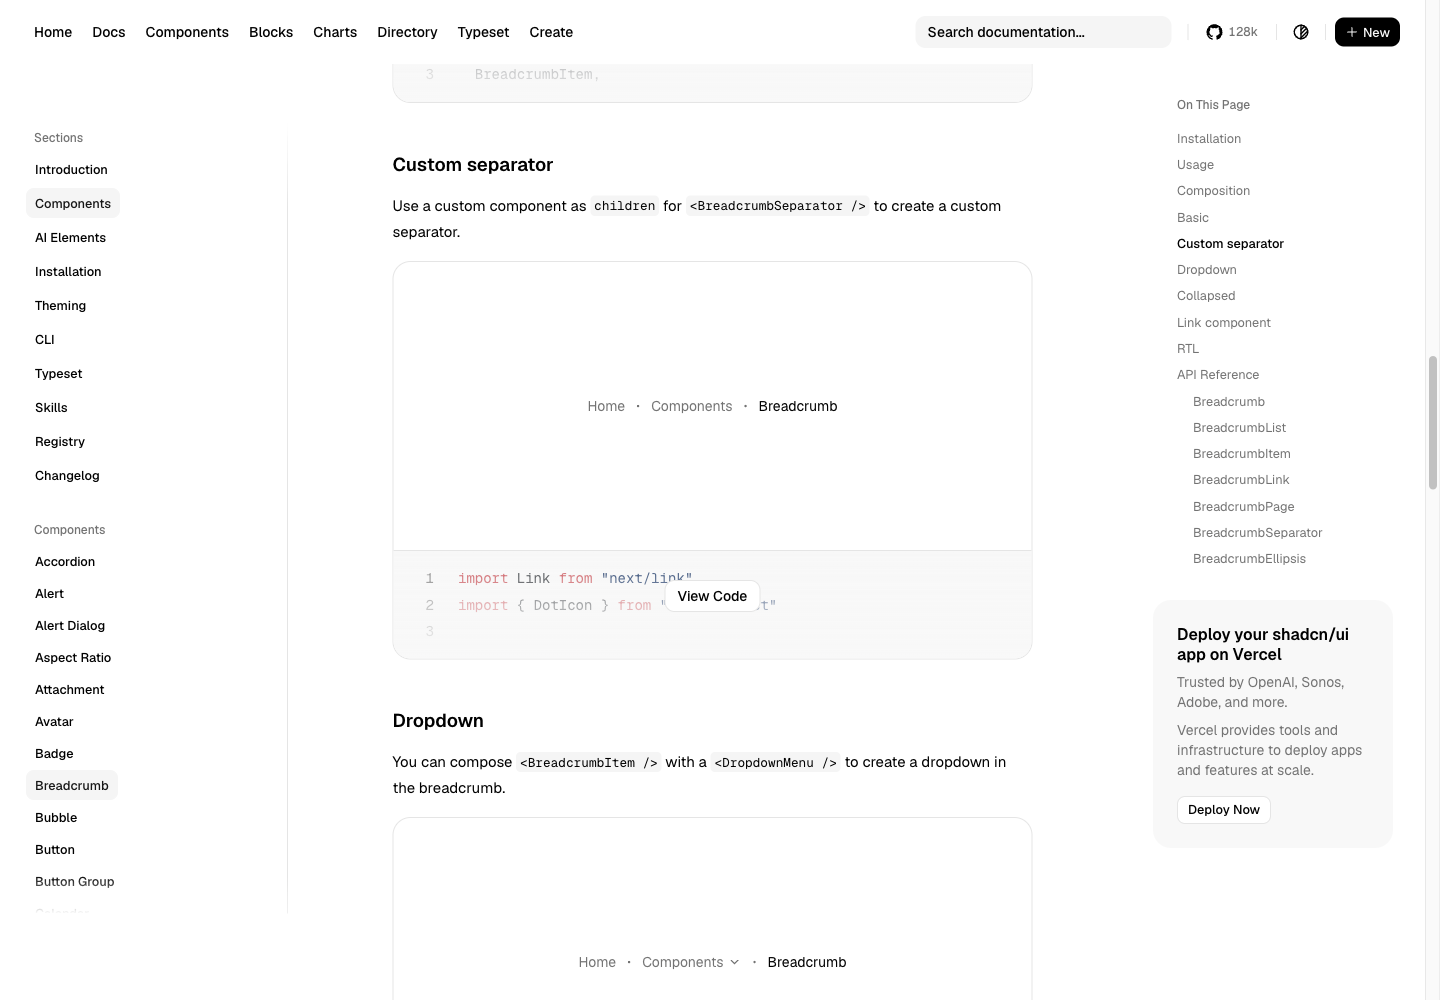 Home Docs Components Blocks Charts Directory Typeset Create
Search documentation...
128k
New
3 BreadcrumbItem,
Sections
Introduction
Components
AI Elements
Installation
Theming
CLI
Typeset
Skills
Registry
Changelog
Components
Accordion
Alert
Alert Dialog
Aspect Ratio
Attachment
Avatar
Badge
Breadcrumb
Bubble
Button
Button Group
Calendar
Custom separator
Use a custom component as children for <BreadcrumbSeparator /> to create a custom
separator.
Home • Components • Breadcrumb
1 import Link from "next/link"
2 import { DotIcon } from "
View Code
3
Dropdown
You can compose <BreadcrumbItem /> with a <DropdownMenu /> to create a dropdown in
the breadcrumb.
Home • Components • Breadcrumb
On This Page
Installation
Usage
Composition
Basic
Custom separator
Dropdown
Collapsed
Link component
RTL
API Reference
Breadcrumb
BreadcrumbList
BreadcrumbItem
BreadcrumbLink
BreadcrumbPage
BreadcrumbSeparator
BreadcrumbEllipsis
Deploy your shadcn/ui
app on Vercel
Trusted by OpenAI, Sonos,
Adobe, and more.
Vercel provides tools and
infrastructure to deploy apps
and features at scale.
Deploy Now